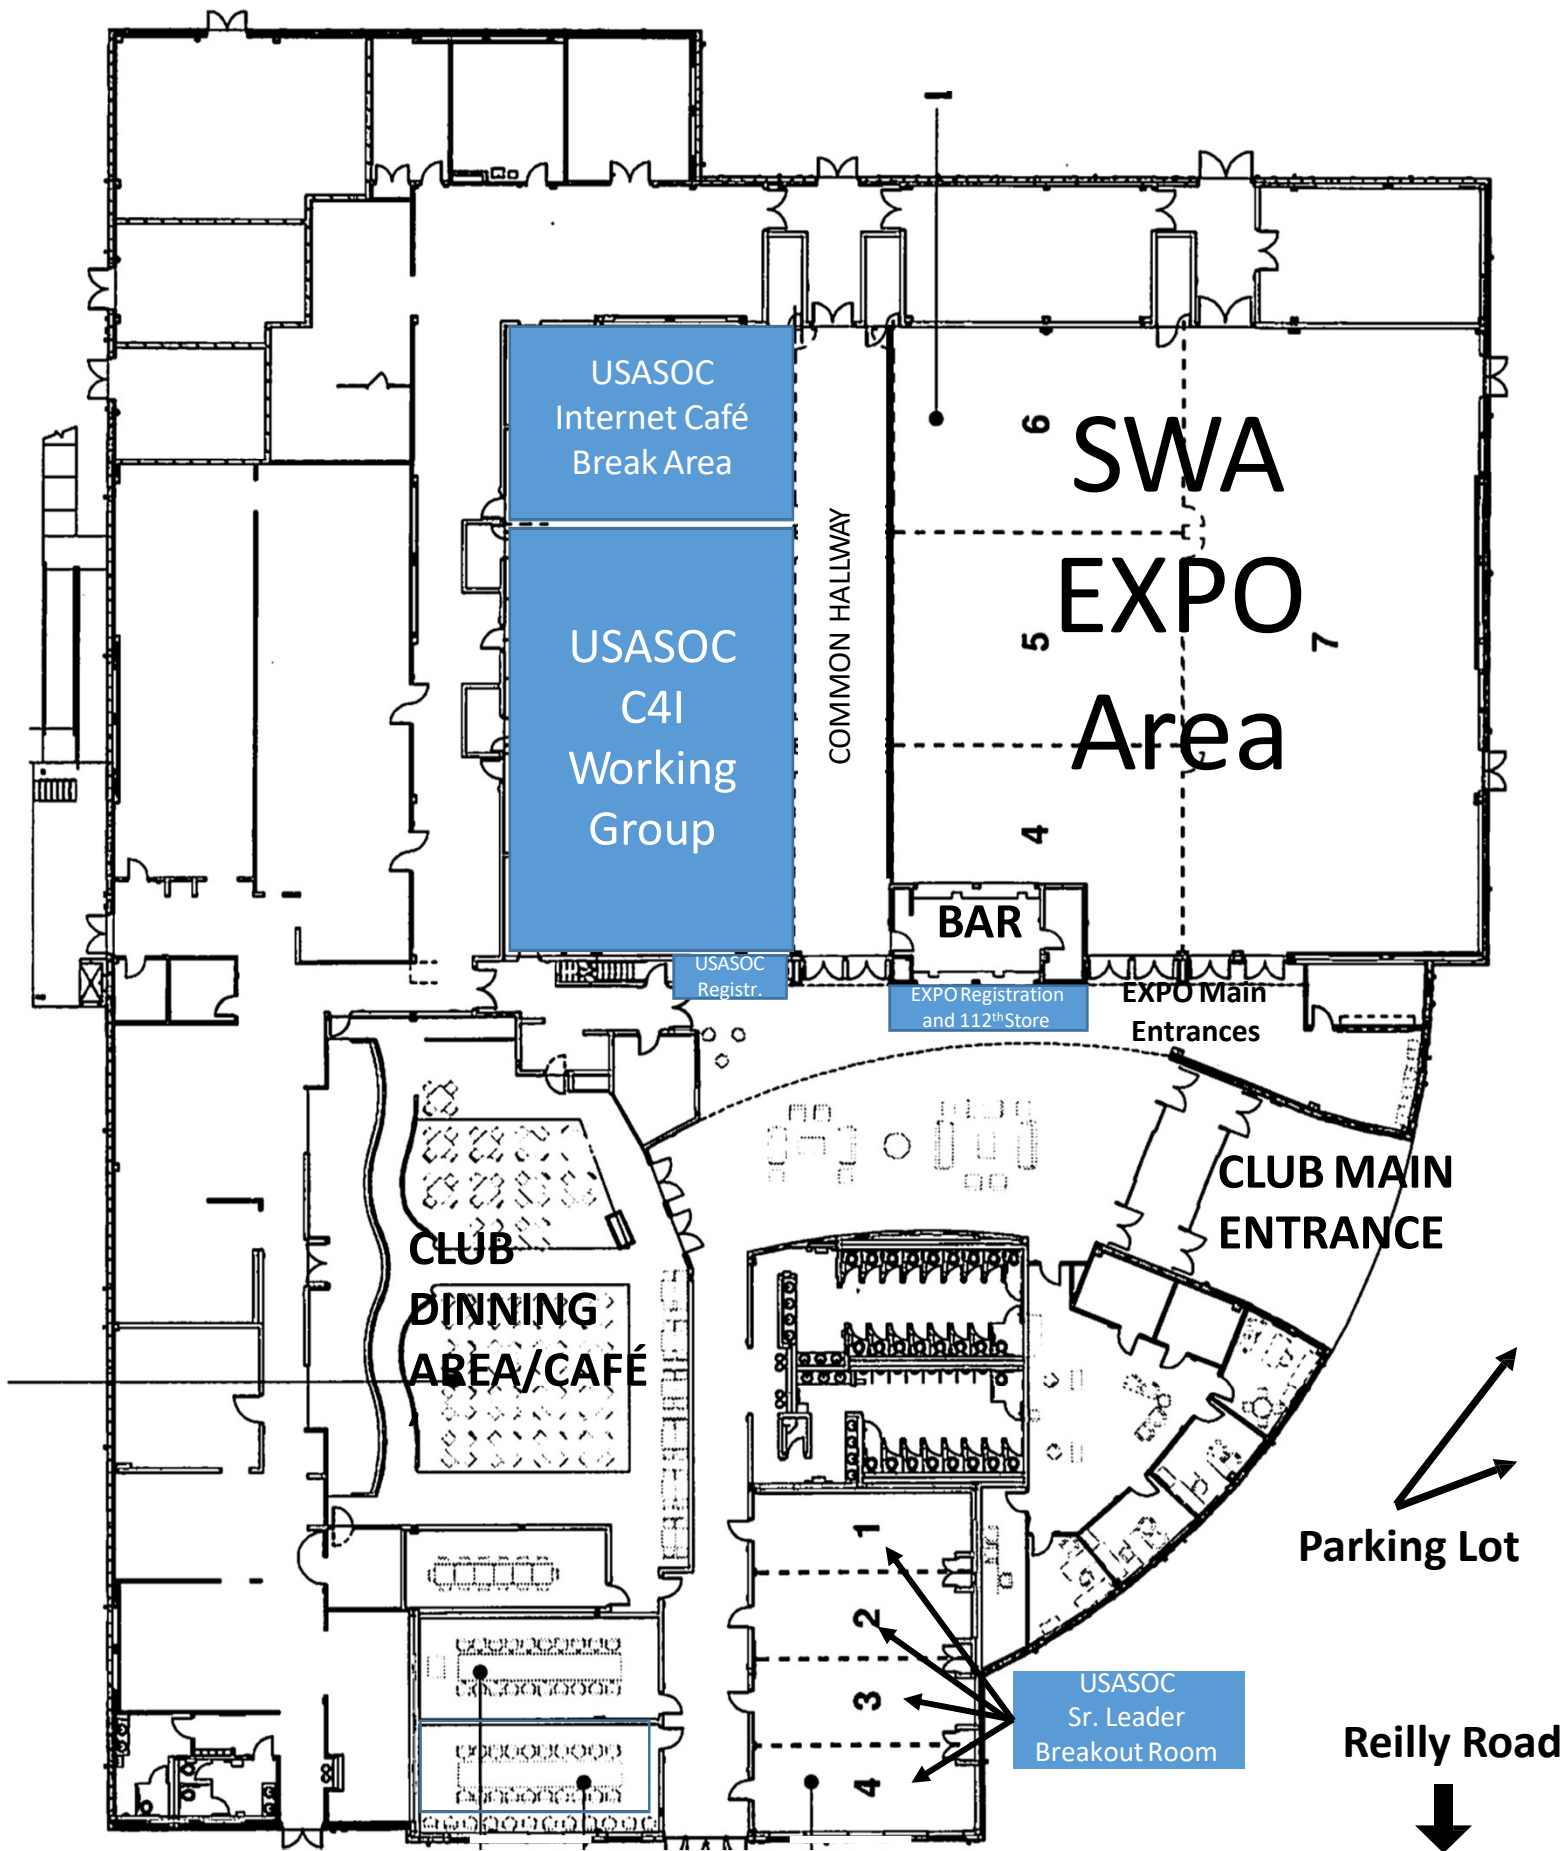 USASOC
Internet Café
Break Area
6
SWA
EXPO
Area
5
7
4
USASOC
C4I
Working
Group
COMMON HALLWAY
BAR
USASOC
Registr.
EXPO Registration
and 112th Store
EXPO Main
Entrances
CLUB MAIN
ENTRANCE
CLUB
DINNING
AREA/CAFÉ
Parking Lot
1
2
3
4
USASOC
Sr. Leader
Breakout Room
Reilly Road